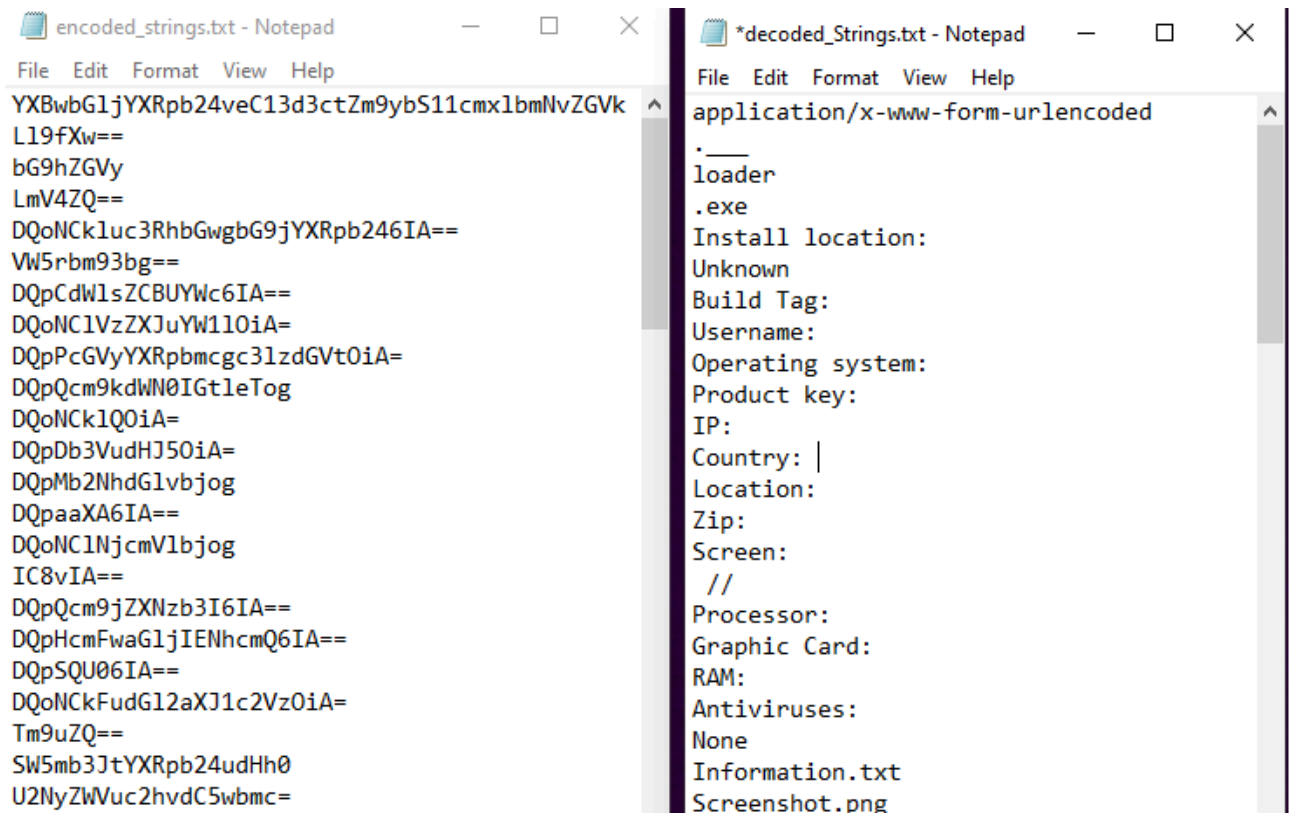 encoded_strings.txt - Notepad
File Edit Format View Help
YXBwbGljYXRpb24veC13d3ctZm9ybS11cmxlbmNvZGVk
Ll9fXw==
bG9hZGVy
LmV4ZQ==
DQoNCkluc3RhbGwgbG9jYXRpb246IA==
VW5rbm93bg==
DQpCdWlsZCBUYWc6IA==
DQoNClVzZXJuYW1lOiA=
DQpPcGVyYXRpbmcgc3lzdGVtOiA=
DQpQcm9kdWN0IGtleTog
DQoNCklQOiA=
DQpDb3VudHJ5OiA=
DQpMb2NhdGlvbjog
DQpaaXA6IA==
DQoNClNjcmVlbjog
IC8vIA==
DQpQcm9jZXNzb3I6IA==
DQpHcmFwaGljIENhcmQ6IA==
DQpSQU06IA==
DQoNCkFudGl2aXJ1c2VzOiA=
Tm9uZQ==
SW5mb3JtYXRpb24udHh0
U2NyZWVuc2hvdC5wbmc=
*decoded_Strings.txt - Notepad
File Edit Format View Help
application/x-www-form-urlencoded
.___
loader
.exe
Install location:
Unknown
Build Tag:
Username:
Operating system:
Product key:
IP:
Country:
Location:
Zip:
Screen:
//
Processor:
Graphic Card:
RAM:
Antiviruses:
None
Information.txt
Screenshot.png